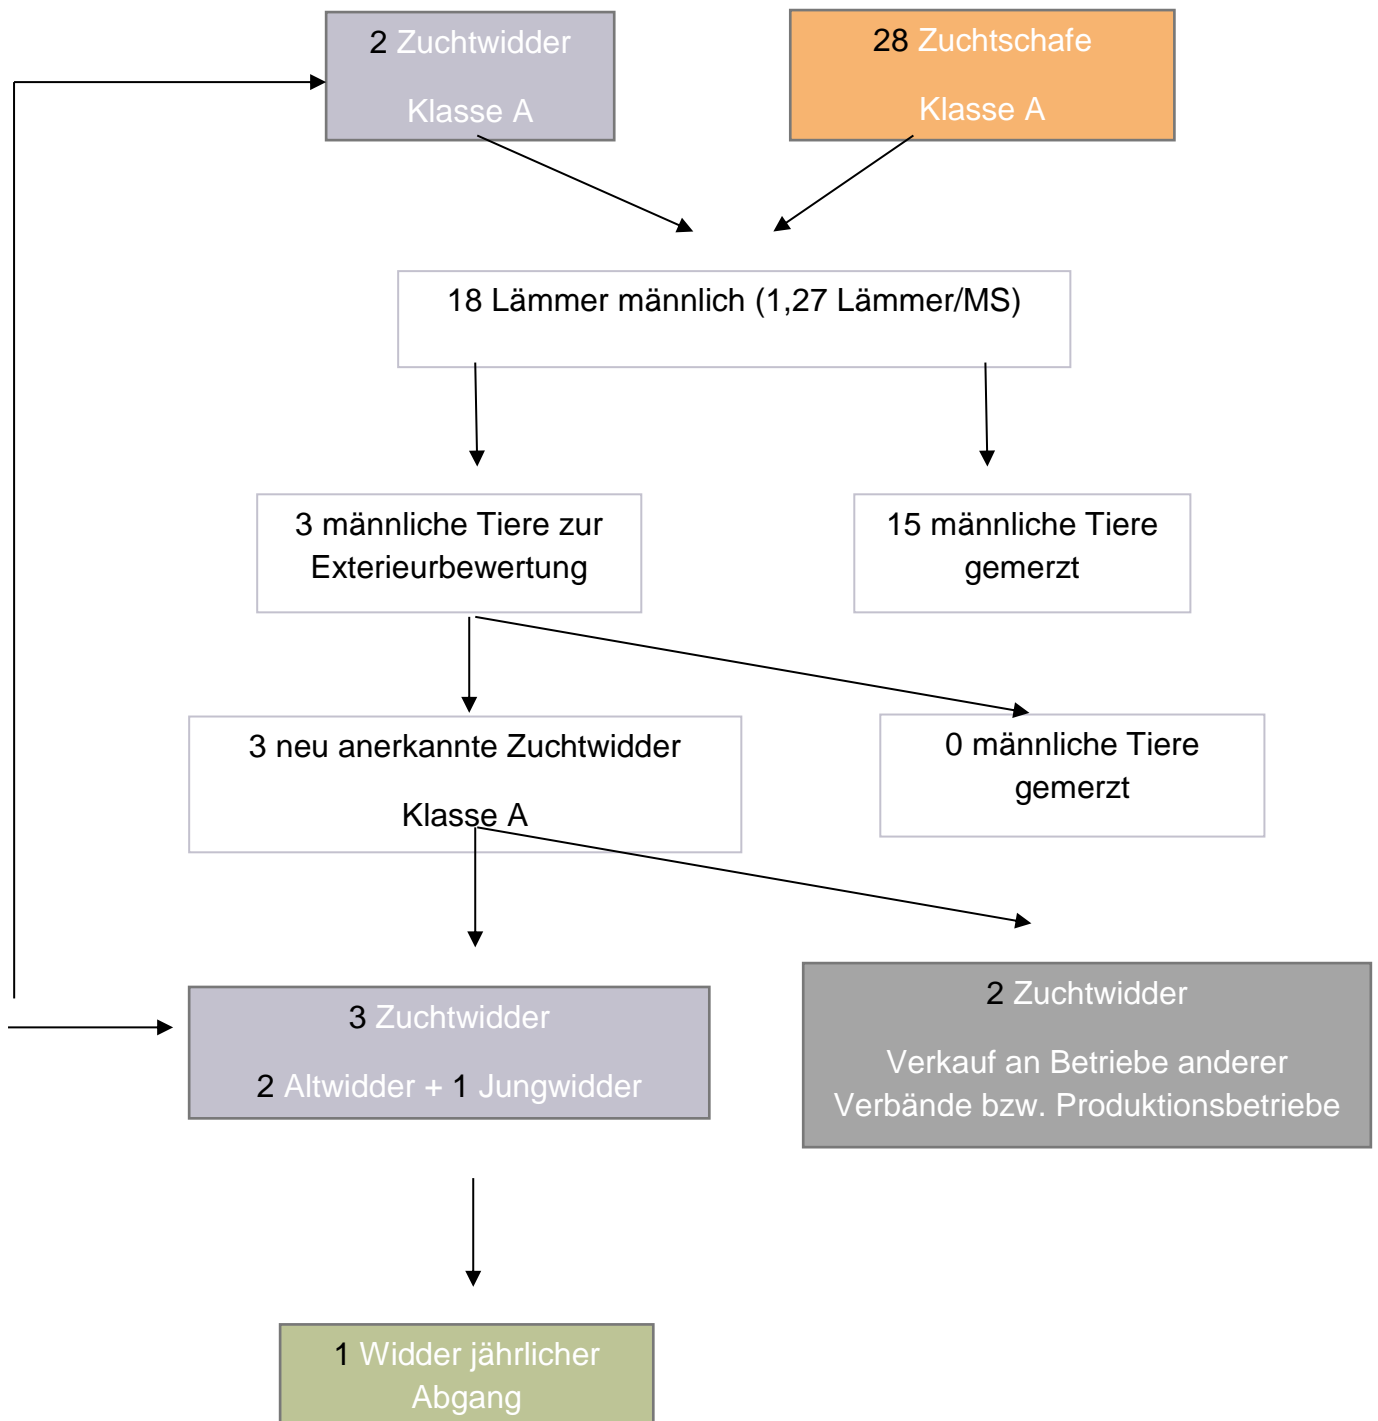 2 Zuchtwidder
Klasse A
28 Zuchtschafe
Klasse A
18 Lämmer männlich (1,27 Lämmer/MS)
3 männliche Tiere zur
Exterieurbewertung
15 männliche Tiere
gemerzt
3 neu anerkannte Zuchtwidder
Klasse A
0 männliche Tiere
gemerzt
3 Zuchtwidder
2 Altwidder + 1 Jungwidder
2 Zuchtwidder
Verkauf an Betriebe anderer
Verbände bzw. Produktionsbetriebe
1 Widder jährlicher
Abgang